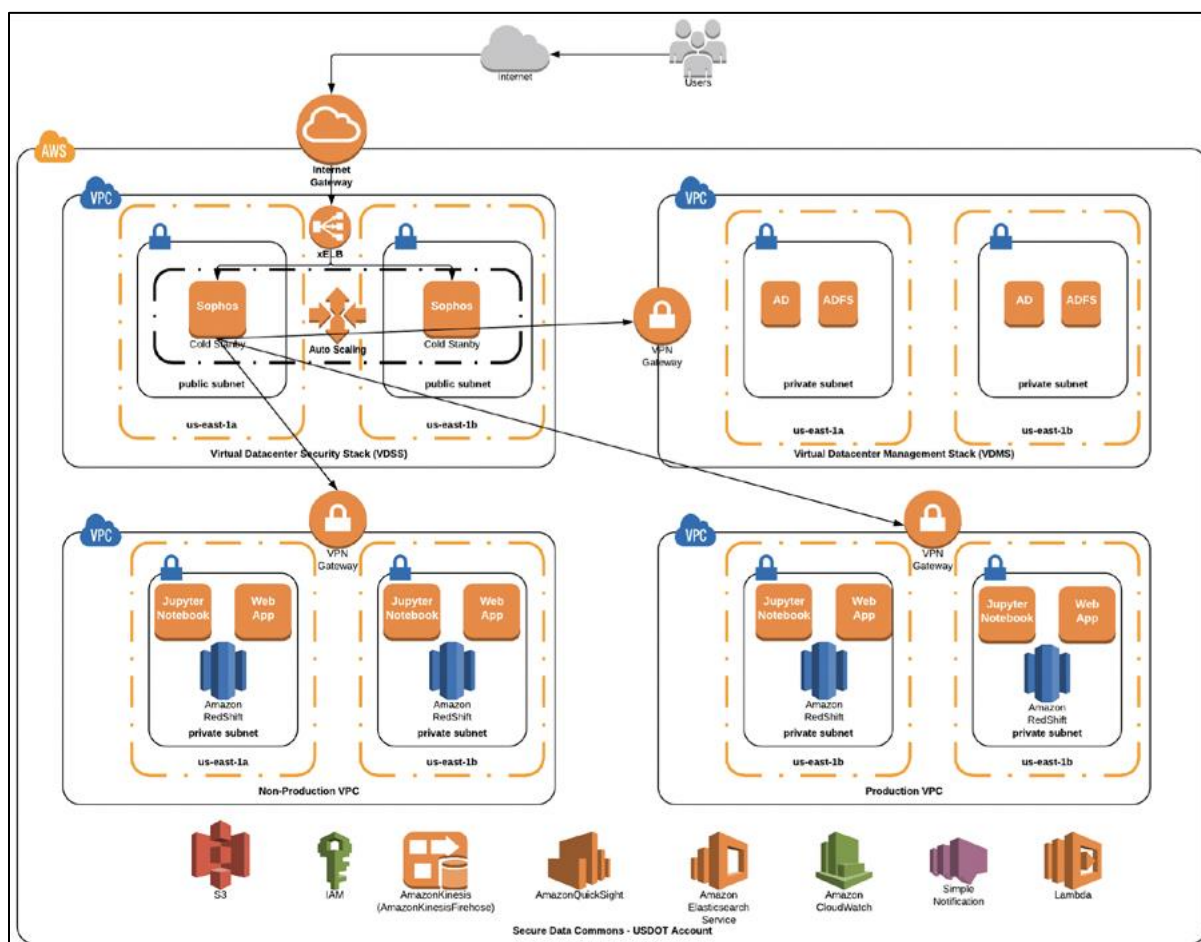 Internet
Users
AWS
Internet
Gateway
VPC
xELB
Sophos
Cold Stanby
Auto Scaling
Sophos
Cold Stanby
public subnet
public subnet
us-east-1a
us-east-1b
Virtual Datacenter Security Stack (VDSS)
VPC
VPN
Gateway
AD
ADFS
AD
ADFS
private subnet
private subnet
us-east-1a
us-east-1b
Virtual Datacenter Management Stack (VDMS)
VPC
VPN
Gateway
Jupyter
Notebook
Web
App
Jupyter
Notebook
Web
App
Amazon
RedShift
Amazon
RedShift
private subnet
private subnet
us-east-1a
us-east-1b
Non-Production VPC
VPC
VPN
Gateway
Jupyter
Notebook
Web
App
Jupyter
Notebook
Web
App
Amazon
RedShift
Amazon
RedShift
private subnet
private subnet
us-east-1b
us-east-1b
Production VPC
S3
IAM
AmazonKinesis
(AmazonKinesisFirehose)
AmazonQuickSight
Amazon
Elasticsearch
Service
Amazon
CloudWatch
Simple
Notification
Lambda
Secure Data Commons - USDOT Account